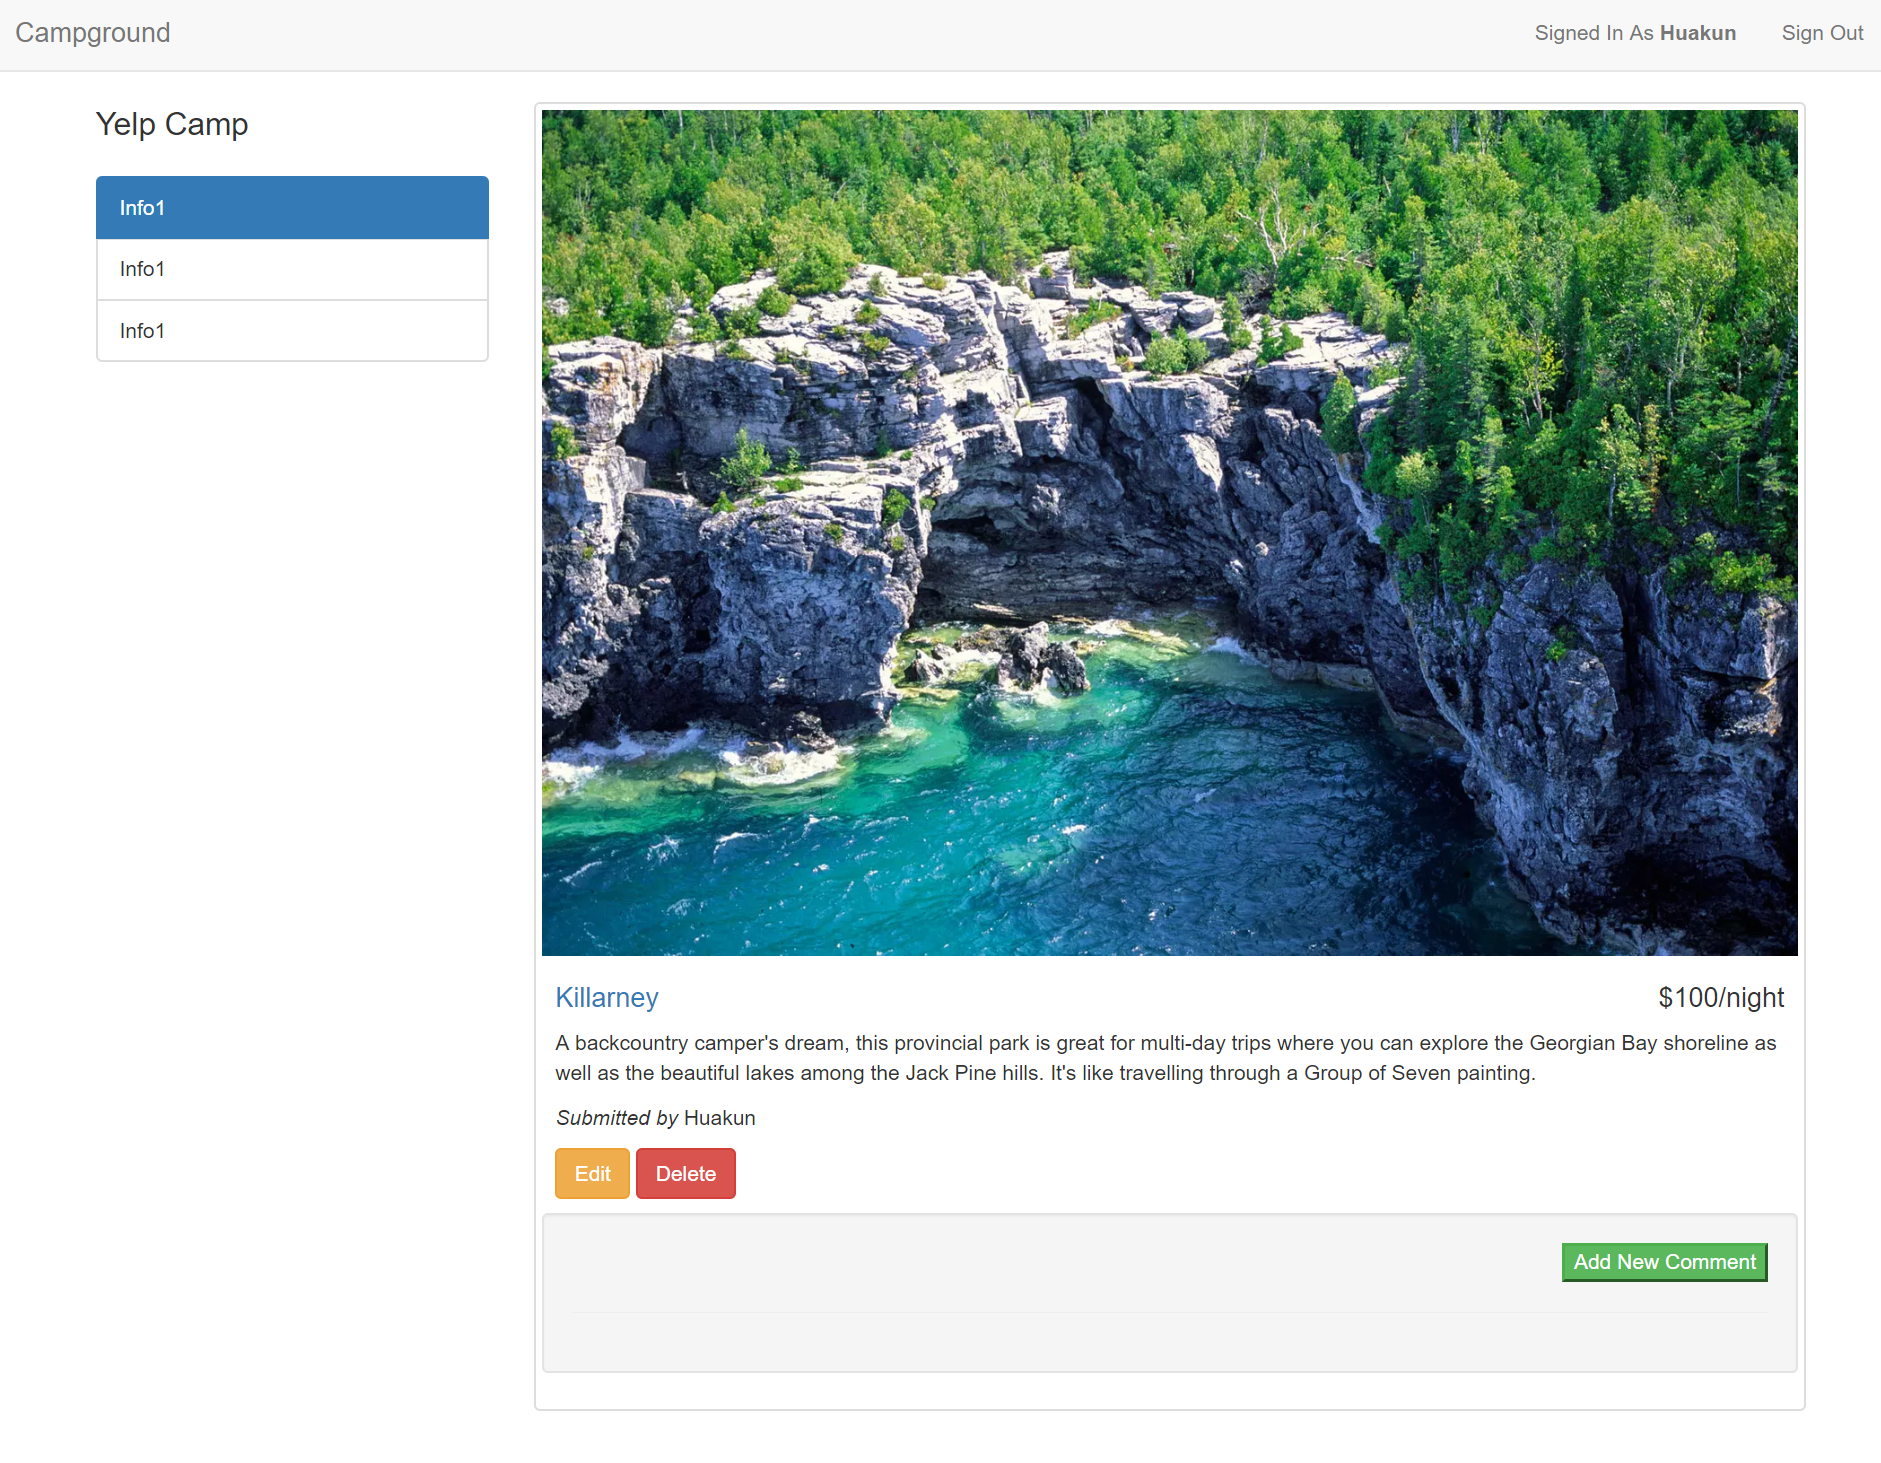 Campground
Signed In As Huakun
Sign Out
Yelp Camp
Info1
Info1
Info1
Killarney
$100/night
A backcountry camper's dream, this provincial park is great for multi-day trips where you can explore the Georgian Bay shoreline as
well as the beautiful lakes among the Jack Pine hills. It's like travelling through a Group of Seven painting.
Submitted by Huakun
Edit
Delete
Add New Comment